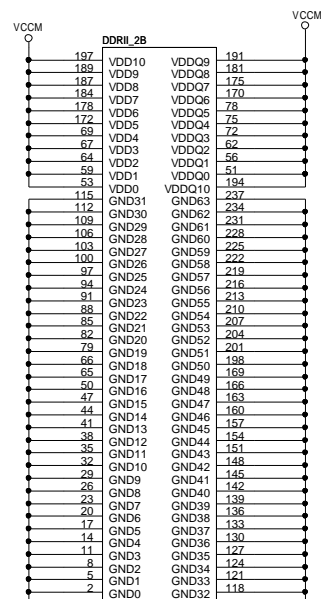 VCCM VCCM
DDRII_2B
197 VDD10 VDDQ9 191
189 VDD9 VDDQ8 181
187 VDD8 VDDQ7 175
184 VDD7 VDDQ6 170
178 VDD6 VDDQ5 78
172 VDD5 VDDQ4 75
69 VDD4 VDDQ3 72
67 VDD3 VDDQ2 62
64 VDD2 VDDQ1 56
59 VDD1 VDDQ0 51
53 VDD0 VDDQ10 194
115 GND31 GND63 237
112 GND30 GND62 234
109 GND29 GND61 231
106 GND28 GND60 228
103 GND27 GND59 225
100 GND26 GND58 222
97 GND25 GND57 219
94 GND24 GND56 216
91 GND23 GND55 213
88 GND22 GND54 210
85 GND21 GND53 207
82 GND20 GND52 204
79 GND19 GND51 201
66 GND18 GND50 198
65 GND17 GND49 169
50 GND16 GND48 166
47 GND15 GND47 163
44 GND14 GND46 160
41 GND13 GND45 157
38 GND12 GND44 154
35 GND11 GND43 151
32 GND10 GND42 148
29 GND9 GND41 145
26 GND8 GND40 142
23 GND7 GND39 139
20 GND6 GND38 136
17 GND5 GND37 133
14 GND4 GND36 130
11 GND3 GND35 127
8 GND2 GND34 124
5 GND1 GND33 121
2 GND0 GND32 118